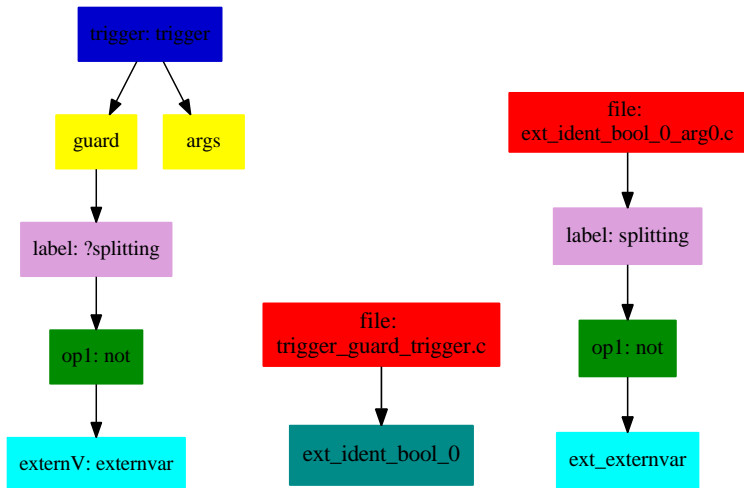 trigger: trigger
guard
args
label: ?splitting
op1: not
externV: externvar
file:
trigger_guard_trigger.c
ext_ident_bool_0
file:
ext_ident_bool_0_arg0.c
label: splitting
op1: not
ext_externvar